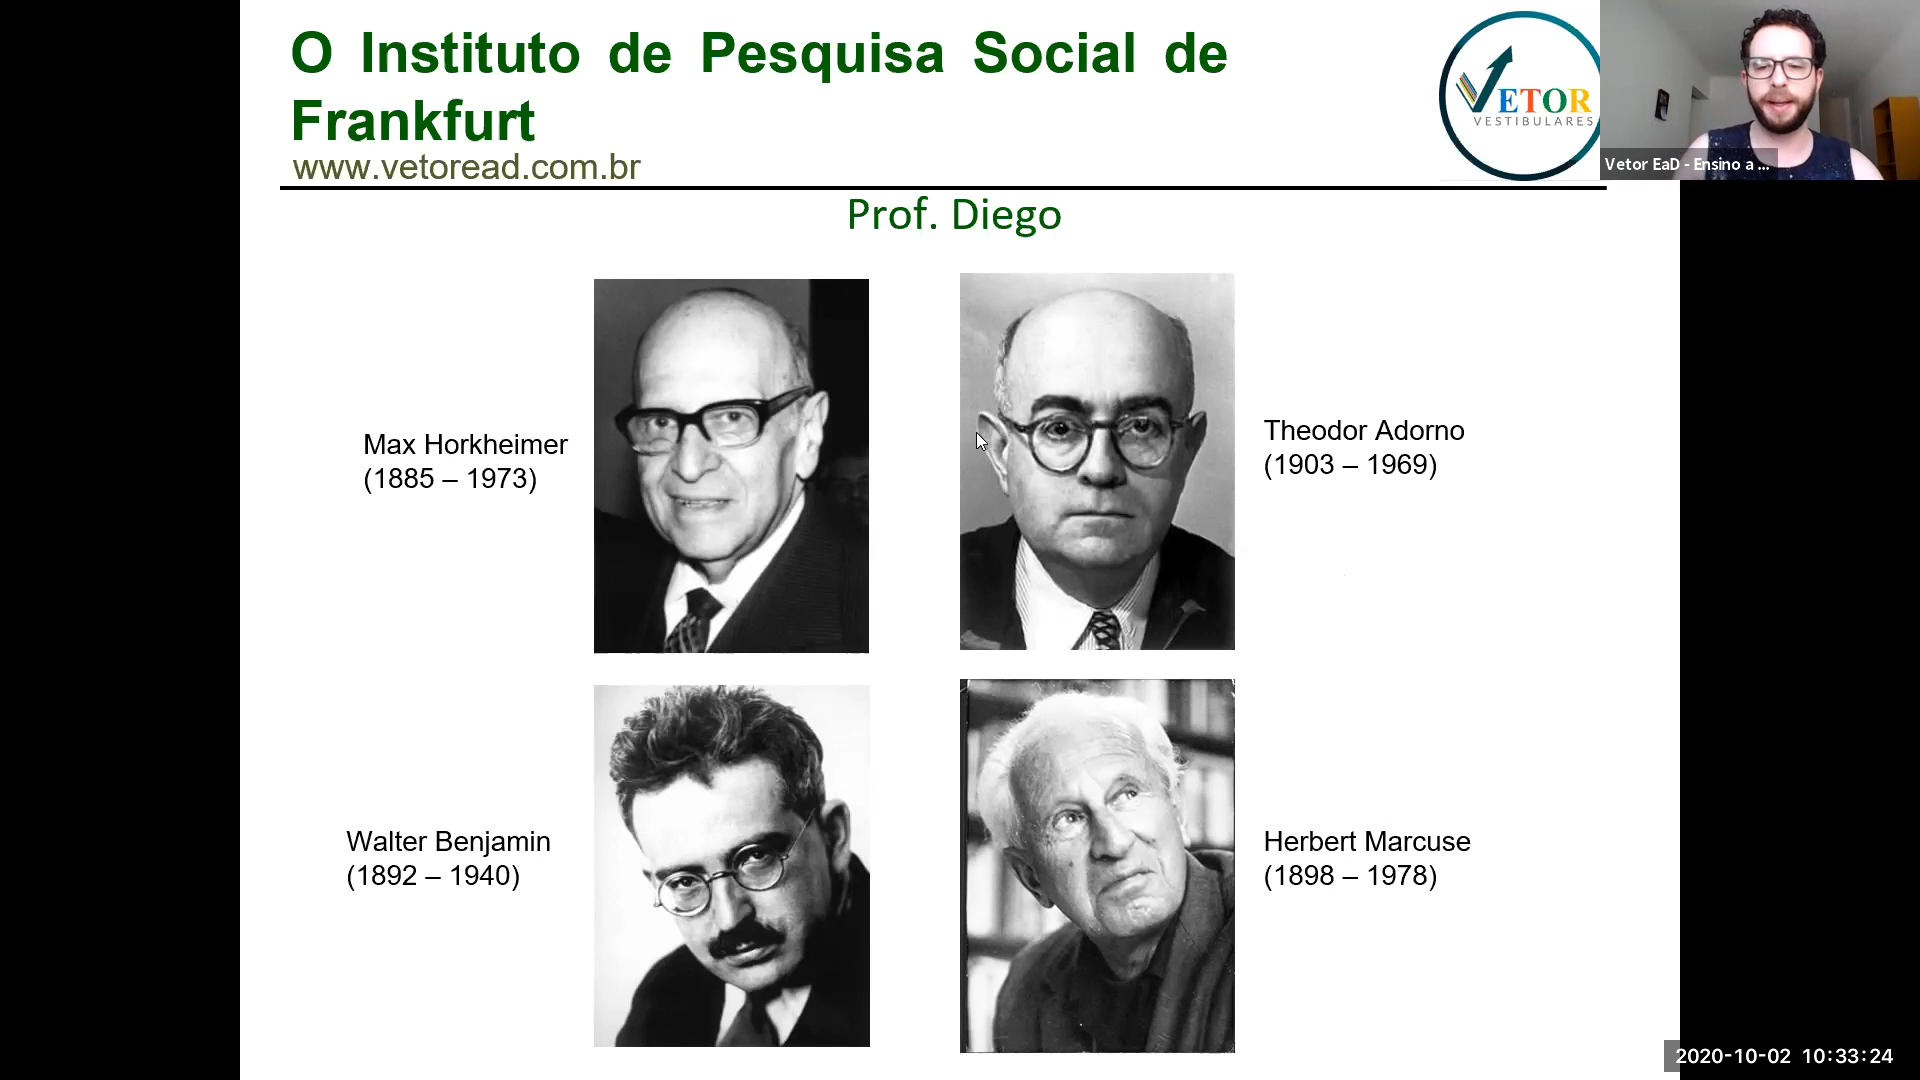 O Instituto de Pesquisa Social de
Frankfurt
www.vetoread.com.br
VETOR
VESTIBULARES
Vetor EaD - Ensino a ...
Prof. Diego
Max Horkheimer
(1885 – 1973)
Theodor Adorno
(1903 – 1969)
Walter Benjamin
(1892 – 1940)
Herbert Marcuse
(1898 – 1978)
2020-10-02 10:33:24